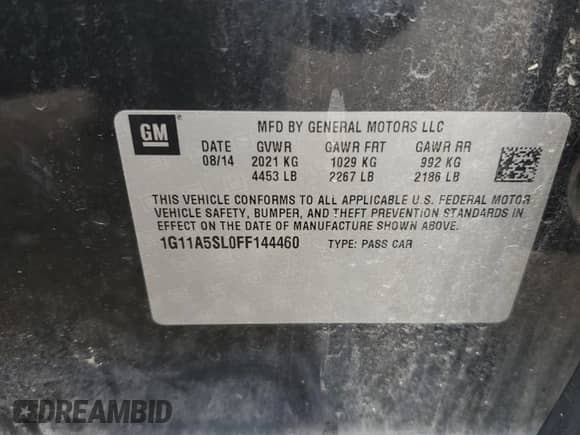 GM
MFD BY GENERAL MOTORS LLC
DATE GVWR GAWR FRT GAWR RR
08/14 2021 KG 1029 KG 992 KG
4453 LB 2267 LB 2186 LB
THIS VEHICLE CONFORMS TO ALL APPLICABLE U.S. FEDERAL MOTOR
VEHICLE SAFETY, BUMPER, AND THEFT PREVENTION STANDARDS IN
EFFECT ON THE DATE OF MANUFACTURE SHOWN ABOVE.
1G11A5SL0FF144460 TYPE: PASS CAR
DREAMBID